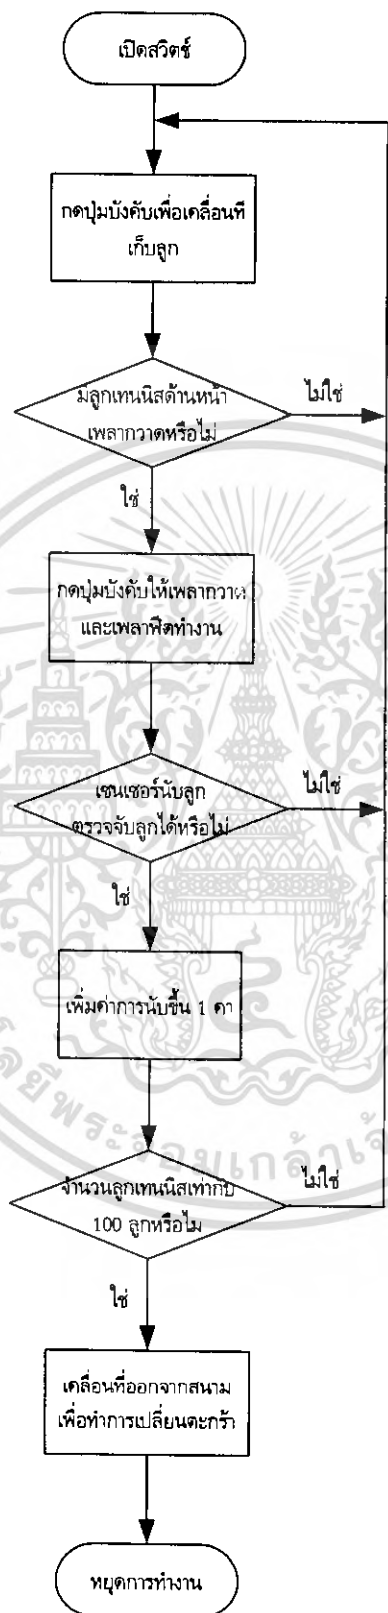 เปิดสวิตช์
กดปุ่มบังคับเพื่อเคลื่อนที่
เก็บลูก
มีลูกเทนนิสด้านหน้า
เพลากวาดหรือไม่
ไม่ใช่
ใช่
กดปุ่มบังคับให้เพลากวาด
และเพลาฟีดทำงาน
เซนเซอร์นับลูก
ตรวจจับลูกได้หรือไม่
ไม่ใช่
ใช่
เพิ่มค่าการนับขึ้น 1 ค่า
จำนวนลูกเทนนิสเท่ากับ
100 ลูกหรือไม่
ไม่ใช่
ใช่
เคลื่อนที่ออกจากสนาม
เพื่อทำการเปลี่ยนตะกร้า
หยุดการทำงาน